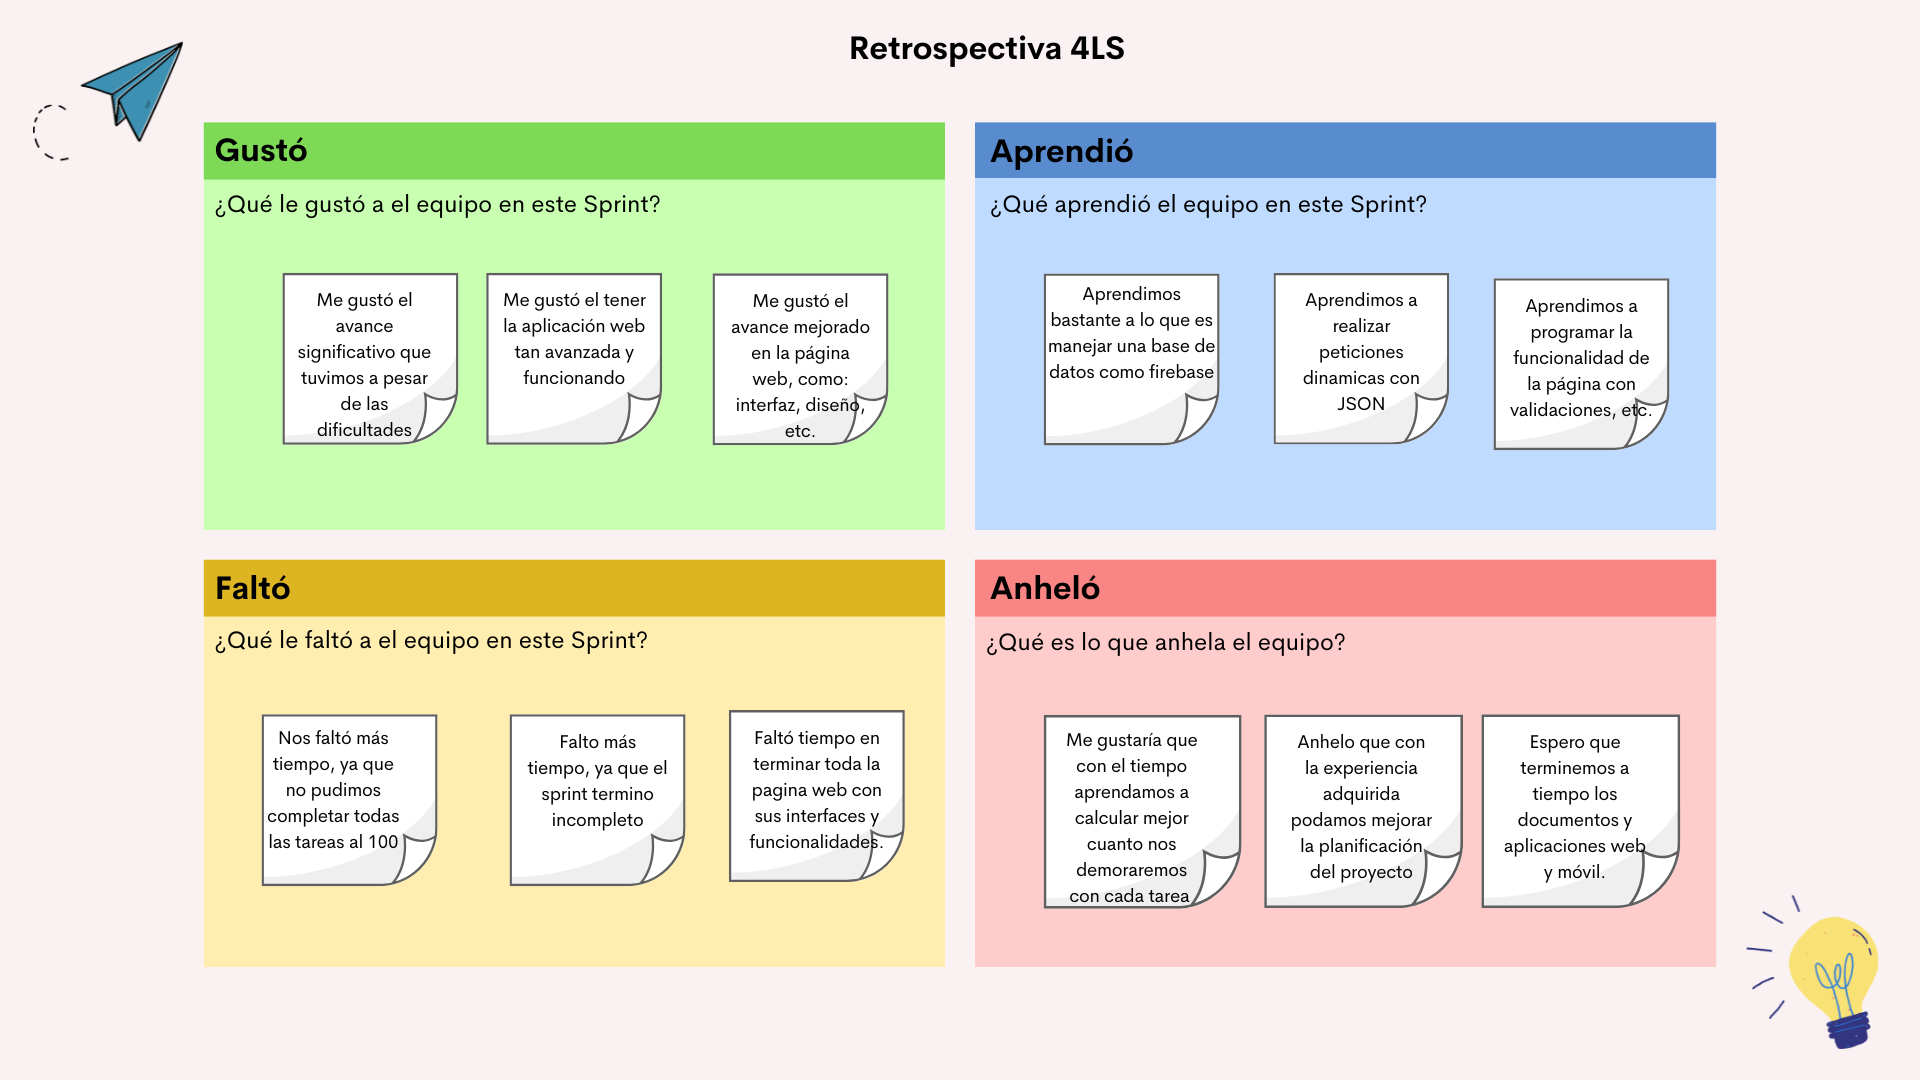 Retrospectiva 4LS
Gustó
¿Qué le gustó a el equipo en este Sprint?
Me gustó el
avance
significativo que
tuvimos a pesar
de las
dificultades
Me gustó el tener
la aplicación web
tan avanzada y
funcionando
Me gustó el
avance mejorado
en la página
web, como:
interfaz, diseño,
etc.
Aprendió
¿Qué aprendió el equipo en este Sprint?
Aprendimos
bastante a lo que es
manejar una base de
datos como firebase
Aprendimos a
realizar
peticiones
dinamicas con
JSON
Aprendimos a
programar la
funcionalidad de
la página con
validaciones, etc.
Faltó
¿Qué le faltó a el equipo en este Sprint?
Nos faltó más
tiempo, ya que
no pudimos
completar todas
las tareas al 100
Falto más
tiempo, ya que el
sprint termino
incompleto
Faltó tiempo en
terminar toda la
pagina web con
sus interfaces y
funcionalidades.
Anheló
¿Qué es lo que anhela el equipo?
Me gustaría que
con el tiempo
aprendamos a
calcular mejor
cuanto nos
demoraremos
con cada tarea
Anhelo que con
la experiencia
adquirida
podamos mejorar
la planificación
del proyecto
Espero que
terminemos a
tiempo los
documentos y
aplicaciones web
y móvil.